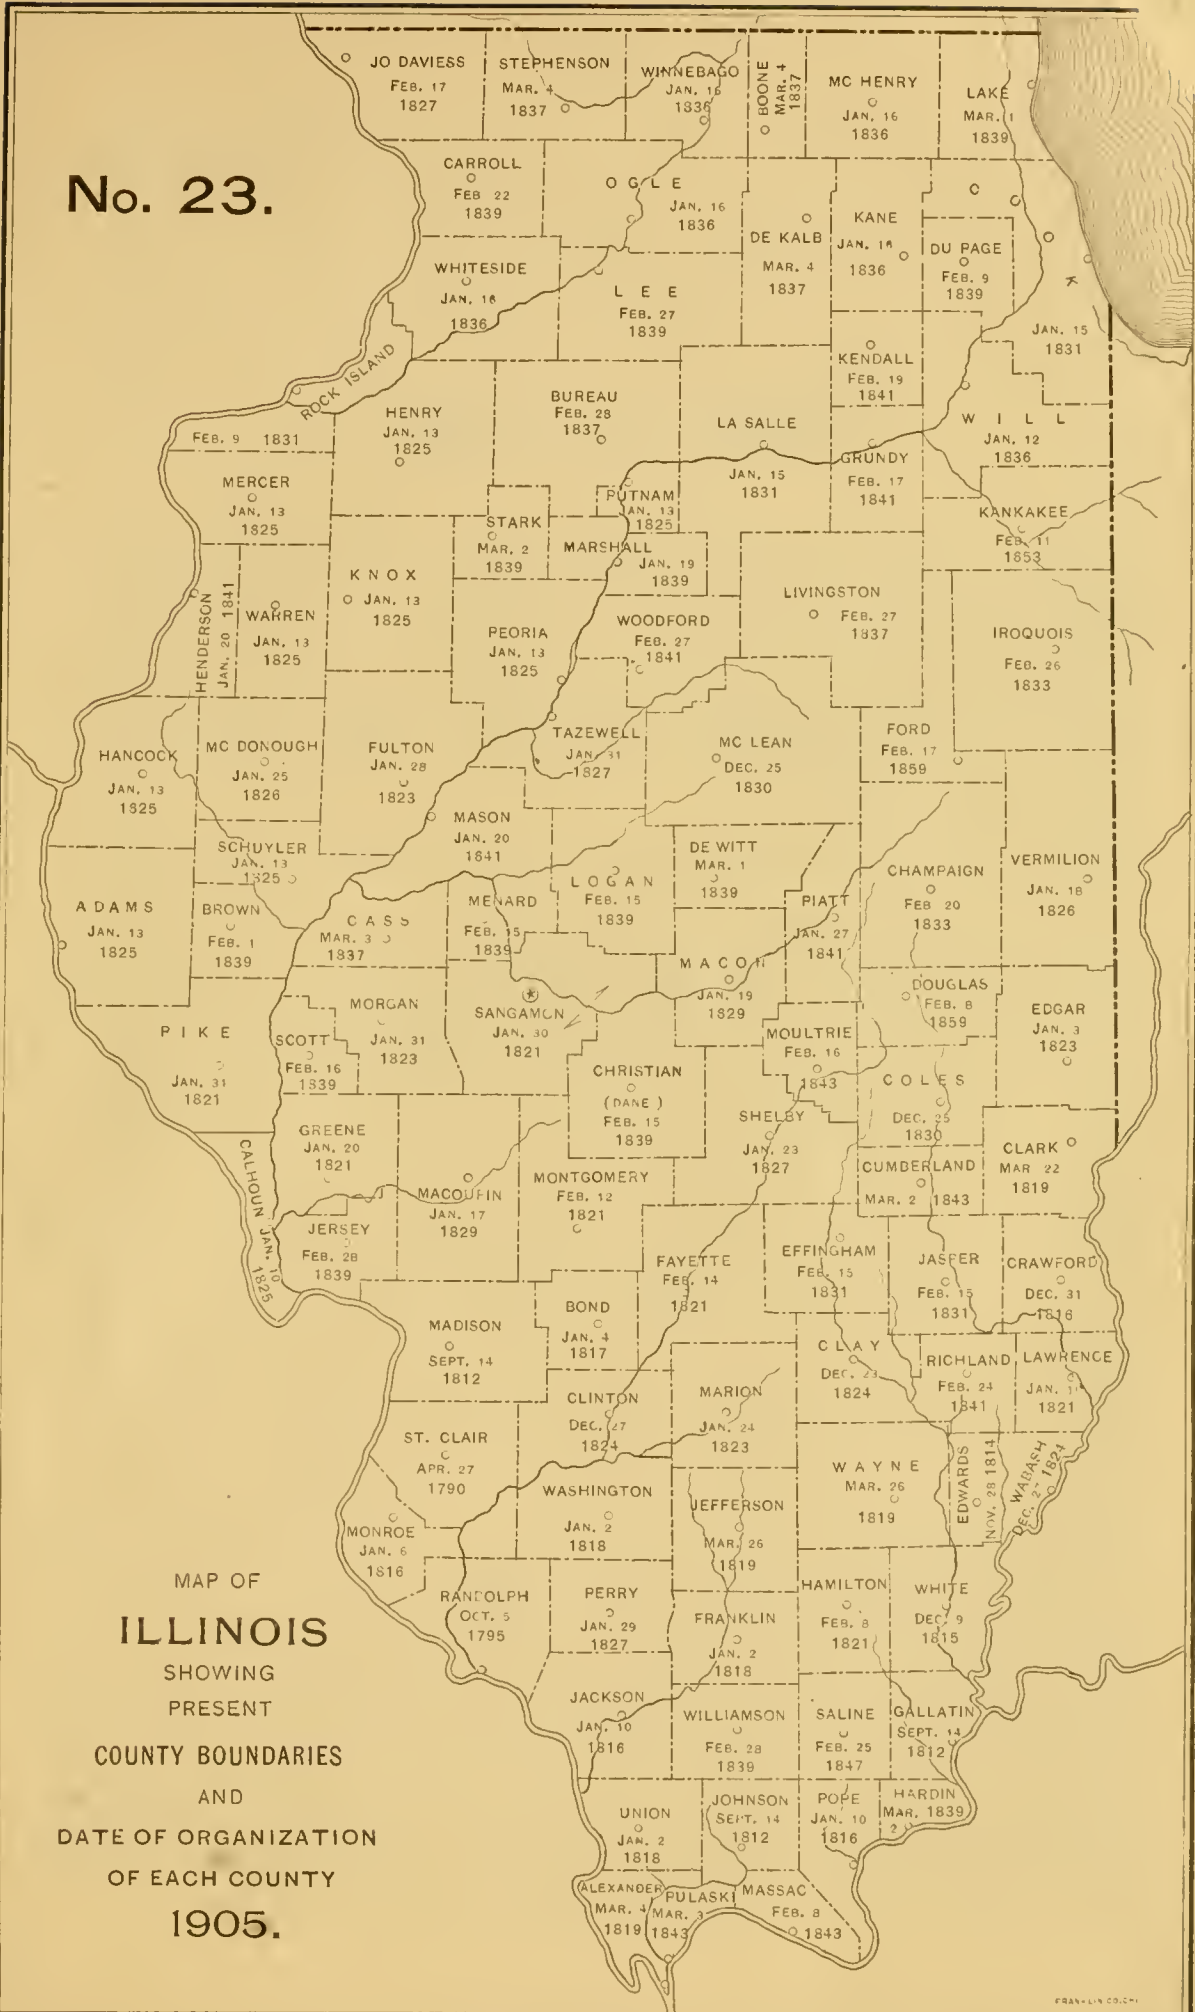 No. 23.
JO DAVIESS
FEB. 17
1827
STEPHENSON
MAR. 4
1837
WINNEBAGO
JAN. 16
1836
BOONE
MAR. 4
1837
MC HENRY
JAN. 16
1836
LAKE
MAR. 1
1839
CARROLL
FEB 22
1839
OGLE
JAN. 16
1836
DE KALB
MAR. 4
1837
KANE
JAN. 16
1836
DU PAGE
FEB. 9
1839
COOK
JAN. 15
1831
WHITESIDE
JAN. 16
1836
LEE
FEB. 27
1839
KENDALL
FEB. 19
1841
ROCK ISLAND
FEB. 9 1831
HENRY
JAN. 13
1825
BUREAU
FEB. 28
1837
LA SALLE
JAN. 15
1831
GRUNDY
FEB. 17
1841
WILL
JAN. 12
1836
MERCER
JAN. 13
1825
STARK
MAR. 2
1839
PUTNAM
JAN. 13
1825
MARSHALL
JAN. 19
1839
KANKAKEE
FEB. 11
1853
HENDERSON
JAN. 20 1841
WARREN
JAN. 13
1825
KNOX
JAN. 13
1825
PEORIA
JAN. 13
1825
WOODFORD
FEB. 27
1841
LIVINGSTON
FEB. 27
1837
IROQUOIS
FEB. 26
1833
HANCOCK
JAN. 13
1825
MC DONOUGH
JAN. 25
1826
FULTON
JAN. 28
1823
TAZEWELL
JAN. 31
1827
MC LEAN
DEC. 25
1830
FORD
FEB. 17
1859
MASON
JAN. 20
1841
SCHUYLER
JAN. 13
1825
ADAMS
JAN. 13
1825
BROWN
FEB. 1
1839
CASS
MAR. 3
1837
MENARD
FEB. 15
1839
LOGAN
FEB. 15
1839
DE WITT
MAR. 1
1839
PIATT
JAN. 27
1841
CHAMPAIGN
FEB 20
1833
VERMILION
JAN. 18
1826
PIKE
JAN. 31
1821
SCOTT
FEB. 16
1839
MORGAN
JAN. 31
1823
SANGAMON
JAN. 30
1821
MACON
JAN. 19
1829
MOULTRIE
FEB. 16
1843
DOUGLAS
FEB. 8
1859
EDGAR
JAN. 3
1823
CHRISTIAN
(DANE)
FEB. 15
1839
SHELBY
JAN. 23
1827
COLES
DEC. 25
1830
CLARK
MAR 22
1819
CUMBERLAND
MAR. 2 1843
CALHOUN JAN. 10
1825
GREENE
JAN. 20
1821
MACOUPIN
JAN. 17
1829
MONTGOMERY
FEB. 12
1821
JERSEY
FEB. 28
1839
FAYETTE
FEB. 14
1821
EFFINGHAM
FEB. 15
1831
JASPER
FEB. 15
1831
CRAWFORD
DEC. 31
1816
MADISON
SEPT. 14
1812
BOND
JAN. 4
1817
CLAY
DEC. 23
1824
RICHLAND
FEB. 24
1841
LAWRENCE
JAN.
1821
CLINTON
DEC. 27
1824
MARION
JAN. 24
1823
ST. CLAIR
APR. 27
1790
WASHINGTON
JAN. 2
1818
JEFFERSON
MAR. 26
1819
WAYNE
MAR. 26
1819
EDWARDS
NOV. 28 1814
WABASH
DEC. 27 1824
MONROE
JAN. 6
1816
RANDOLPH
OCT. 5
1795
PERRY
JAN. 29
1827
FRANKLIN
JAN. 2
1818
HAMILTON
FEB. 8
1821
WHITE
DEC. 9
1815
JACKSON
JAN. 10
1816
WILLIAMSON
FEB. 28
1839
SALINE
FEB. 25
1847
GALLATIN
SEPT. 14
1812
UNION
JAN. 2
1818
JOHNSON
SEPT. 14
1812
POPE
JAN. 10
1816
HARDIN
MAR. 1839
2
ALEXANDER
MAR. 4
1819
PULASKI
MAR. 3
1843
MASSAC
FEB. 8
1843
MAP OF
ILLINOIS
SHOWING
PRESENT
COUNTY BOUNDARIES
AND
DATE OF ORGANIZATION
OF EACH COUNTY
1905.
FRANKLIN CO. CHI